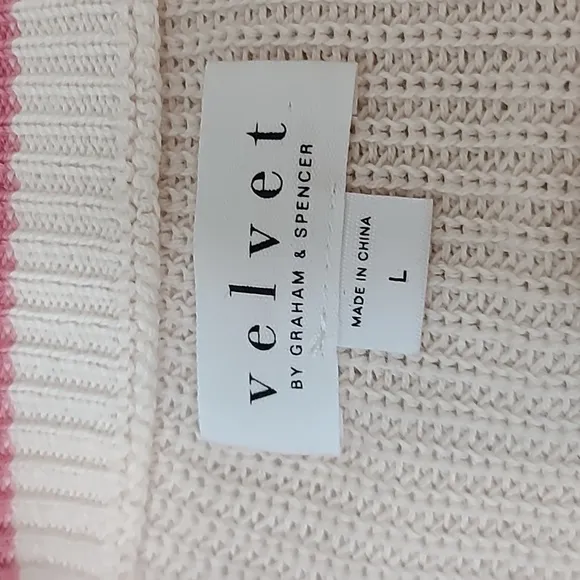 velvet
BY GRAHAM & SPENCER
MADE IN CHINA
L